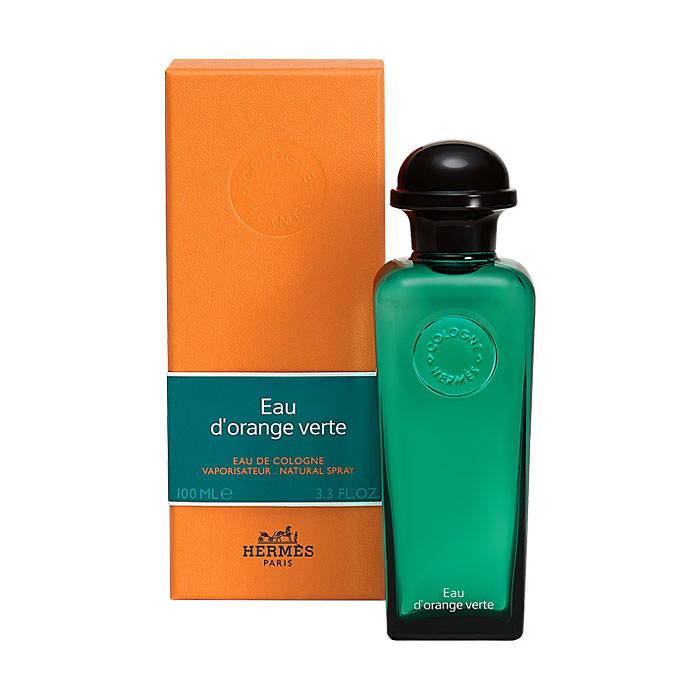 COLOGNE
HERMÈS
Eau
d'orange verte
EAU DE COLOGNE
VAPORISATEUR . NATURAL SPRAY
100 ML℮ 3.3 FL.OZ.
HERMÈS
PARIS
COLOGNE
HERMÈS
Eau
d'orange verte